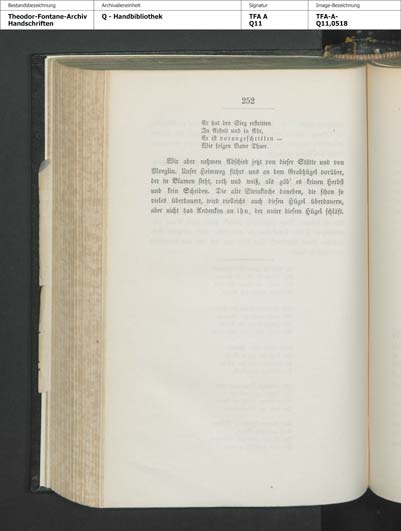 Bestandsbezeichnung Archivalieneinheit Signatur Image-Bezeichnung
Theodor-Fontane-Archiv Q - Handbibliothek TFA A TFA-A-
Handschriften Q11 Q11,0518
252
Er hat den Sieg erstritten
In Arbeit und in Ehr,
Er ist vorangeschritten —
Wir folgen Vater Thaer.
Wir aber nehmen Abschied jetzt von dieser Stätte und von
Moeglin. Unser Heimweg führt uns an dem Grabhügel vorüber,
der in Blumen steht, roth und weiß, als gäb' es keinen Herbst
und kein Scheiden. Die alte Steinkirche daneben, die schon so
vieles überdauert, wird vielleicht auch diesen Hügel überdauern,
aber nicht das Andenken an ihn, der unter diesem Hügel schläft.